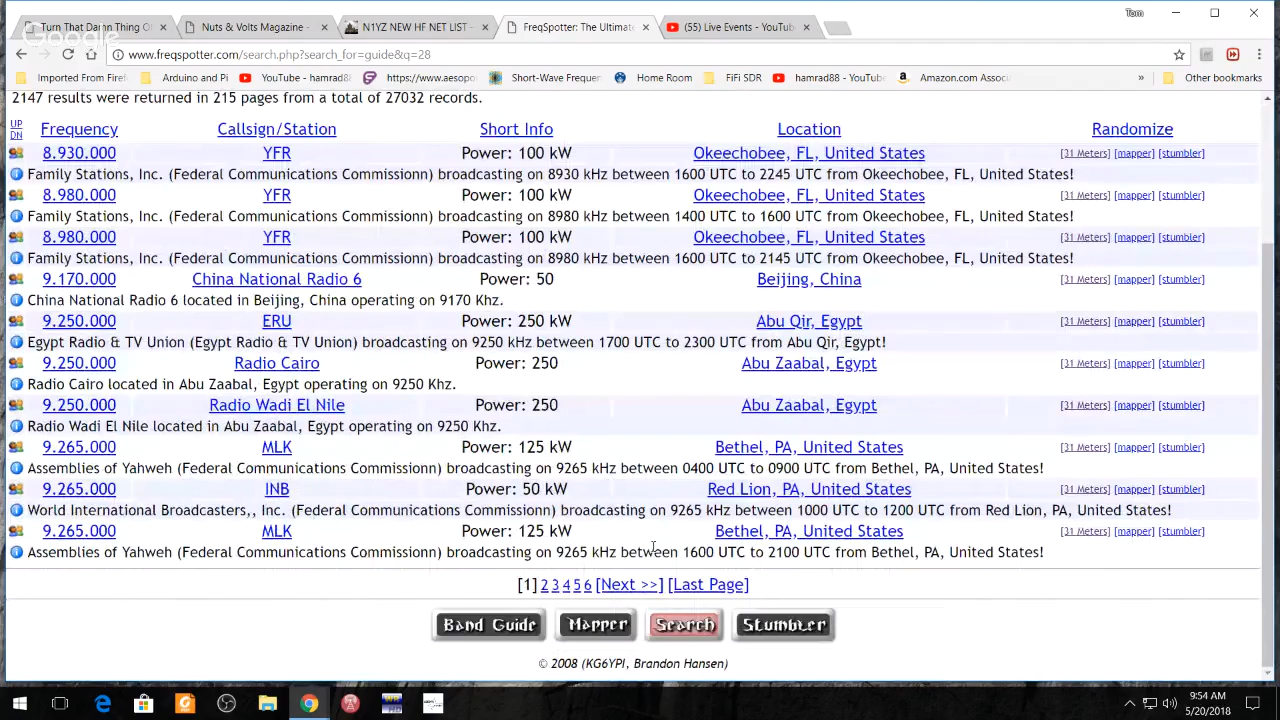 Turn That Damn Thing Of
Nuts & Volts Magazine -
N1YZ NEW HF NET LIST –
FreqSpotter: The Ultimate
(55) Live Events - YouTube
Tom
Google
www.freqspotter.com/search.php?search_for=guide&q=28
Imported From Firef
Arduino and Pi
YouTube - hamrad8
https://www.aesopo
Short-Wave Frequen
Home Room
FiFi SDR
hamrad88 - YouTube
Amazon.com Assoc
»
Other bookmarks
2147 results were returned in 215 pages from a total of 27032 records.
UP
DN
Frequency Callsign/Station Short Info Location Randomize
8.930.000 YFR Power: 100 kW Okeechobee, FL, United States [31 Meters] [mapper] [stumbler]
Family Stations, Inc. (Federal Communications Commissionn) broadcasting on 8930 kHz between 1600 UTC to 2245 UTC from Okeechobee, FL, United States!
8.980.000 YFR Power: 100 kW Okeechobee, FL, United States [31 Meters] [mapper] [stumbler]
Family Stations, Inc. (Federal Communications Commissionn) broadcasting on 8980 kHz between 1400 UTC to 1600 UTC from Okeechobee, FL, United States!
8.980.000 YFR Power: 100 kW Okeechobee, FL, United States [31 Meters] [mapper] [stumbler]
Family Stations, Inc. (Federal Communications Commissionn) broadcasting on 8980 kHz between 1600 UTC to 2145 UTC from Okeechobee, FL, United States!
9.170.000 China National Radio 6 Power: 50 Beijing, China [31 Meters] [mapper] [stumbler]
China National Radio 6 located in Beijing, China operating on 9170 Khz.
9.250.000 ERU Power: 250 kW Abu Qir, Egypt [31 Meters] [mapper] [stumbler]
Egypt Radio & TV Union (Egypt Radio & TV Union) broadcasting on 9250 kHz between 1700 UTC to 2300 UTC from Abu Qir, Egypt!
9.250.000 Radio Cairo Power: 250 Abu Zaabal, Egypt [31 Meters] [mapper] [stumbler]
Radio Cairo located in Abu Zaabal, Egypt operating on 9250 Khz.
9.250.000 Radio Wadi El Nile Power: 250 Abu Zaabal, Egypt [31 Meters] [mapper] [stumbler]
Radio Wadi El Nile located in Abu Zaabal, Egypt operating on 9250 Khz.
9.265.000 MLK Power: 125 kW Bethel, PA, United States [31 Meters] [mapper] [stumbler]
Assemblies of Yahweh (Federal Communications Commissionn) broadcasting on 9265 kHz between 0400 UTC to 0900 UTC from Bethel, PA, United States!
9.265.000 INB Power: 50 kW Red Lion, PA, United States [31 Meters] [mapper] [stumbler]
World International Broadcasters,, Inc. (Federal Communications Commissionn) broadcasting on 9265 kHz between 1000 UTC to 1200 UTC from Red Lion, PA, United States!
9.265.000 MLK Power: 125 kW Bethel, PA, United States [31 Meters] [mapper] [stumbler]
Assemblies of Yahweh (Federal Communications Commissionn) broadcasting on 9265 kHz between 1600 UTC to 2100 UTC from Bethel, PA, United States!
[1] 2 3 4 5 6 [Next >>] [Last Page]
Band Guide Mapper Search Stumbler
© 2008 (KG6YPI, Brandon Hansen)
9:54 AM
5/20/2018